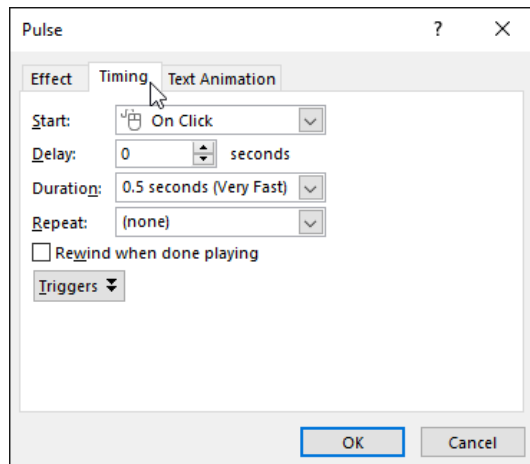 Pulse ?
Effect Timing Text Animation
Start: On Click
Delay: 0 seconds
Duration: 0.5 seconds (Very Fast)
Repeat: (none)
Rewind when done playing
Triggers
OK Cancel